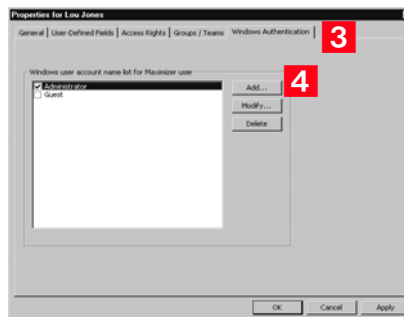 Properties for Lou Jones
General User-Defined Fields Access Rights Groups / Teams Windows Authentication
3
Windows user account name list for Maximizer user
4
Administrator
Add...
Guest
Modify...
Delete
OK Cancel Apply